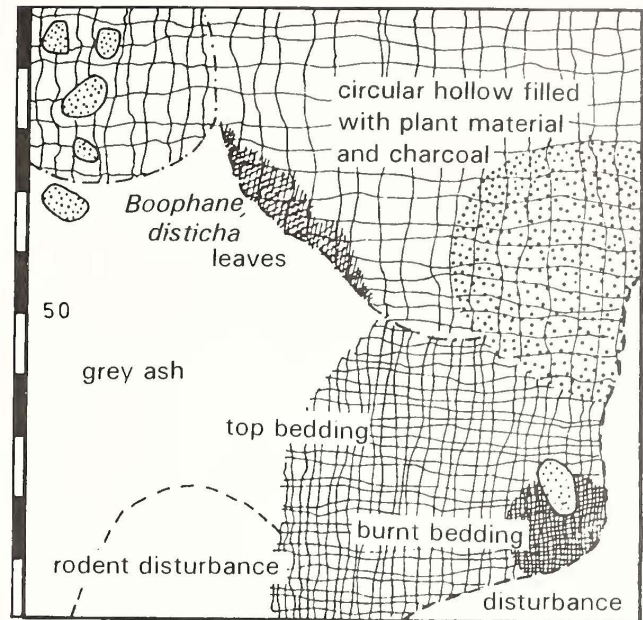 circular hollow filled
with plant material
and charcoal
Boophane
disticha
leaves
50
grey ash
top bedding
burnt bedding
rodent disturbance
disturbance